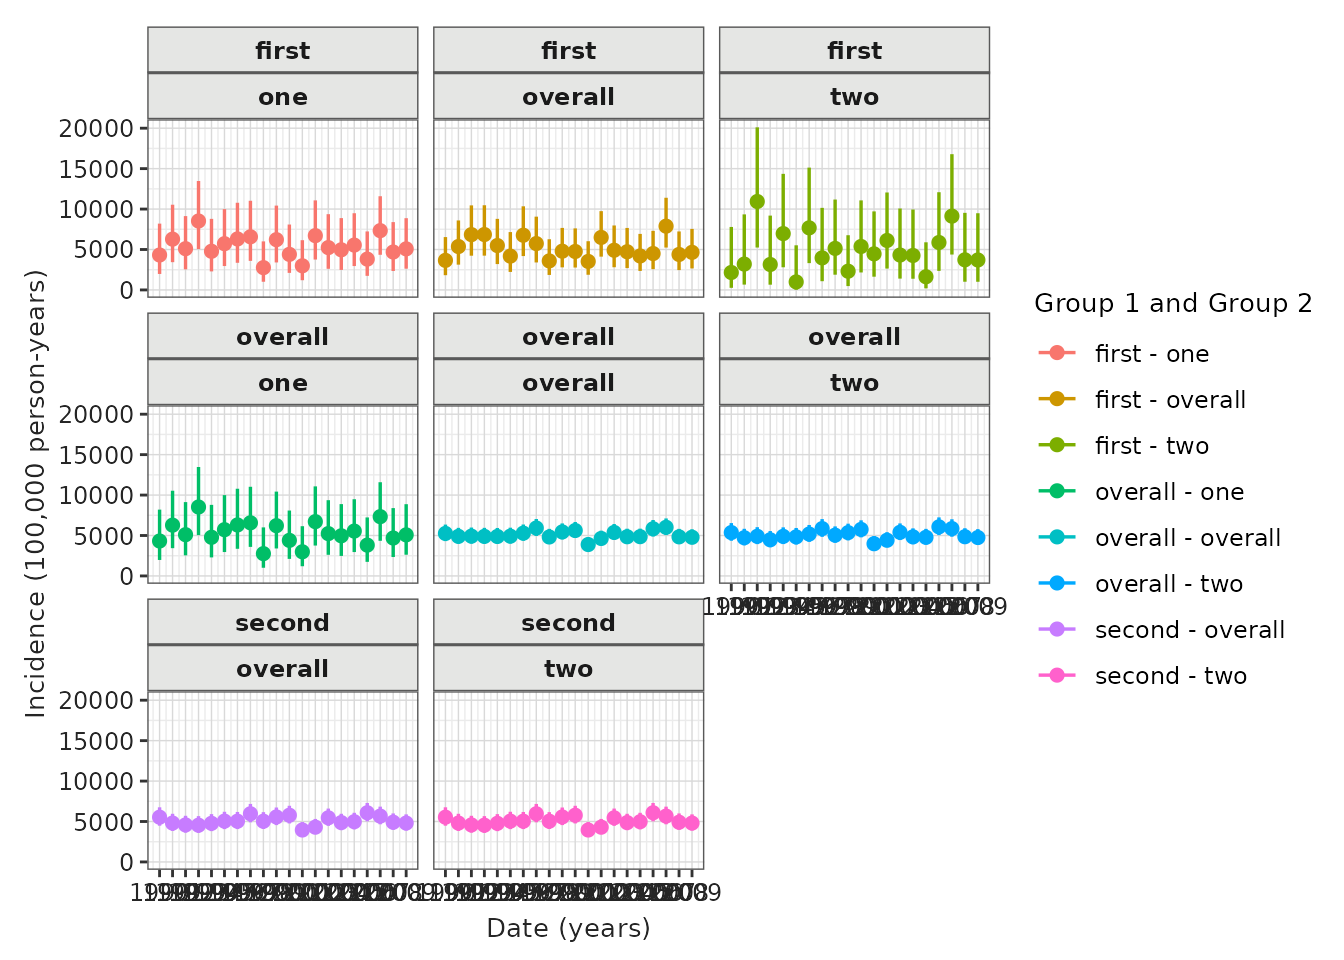 first
first
first
one
overall
two
20000
15000
10000
5000
0
overall
overall
overall
one
overall
two
20000
15000
10000
5000
0
second
second
overall
two
20000
15000
10000
5000
0
Incidence (100,000 person-years)
Date (years)
Group 1 and Group 2
first - one
first - overall
first - two
overall - one
overall - overall
overall - two
second - overall
second - two